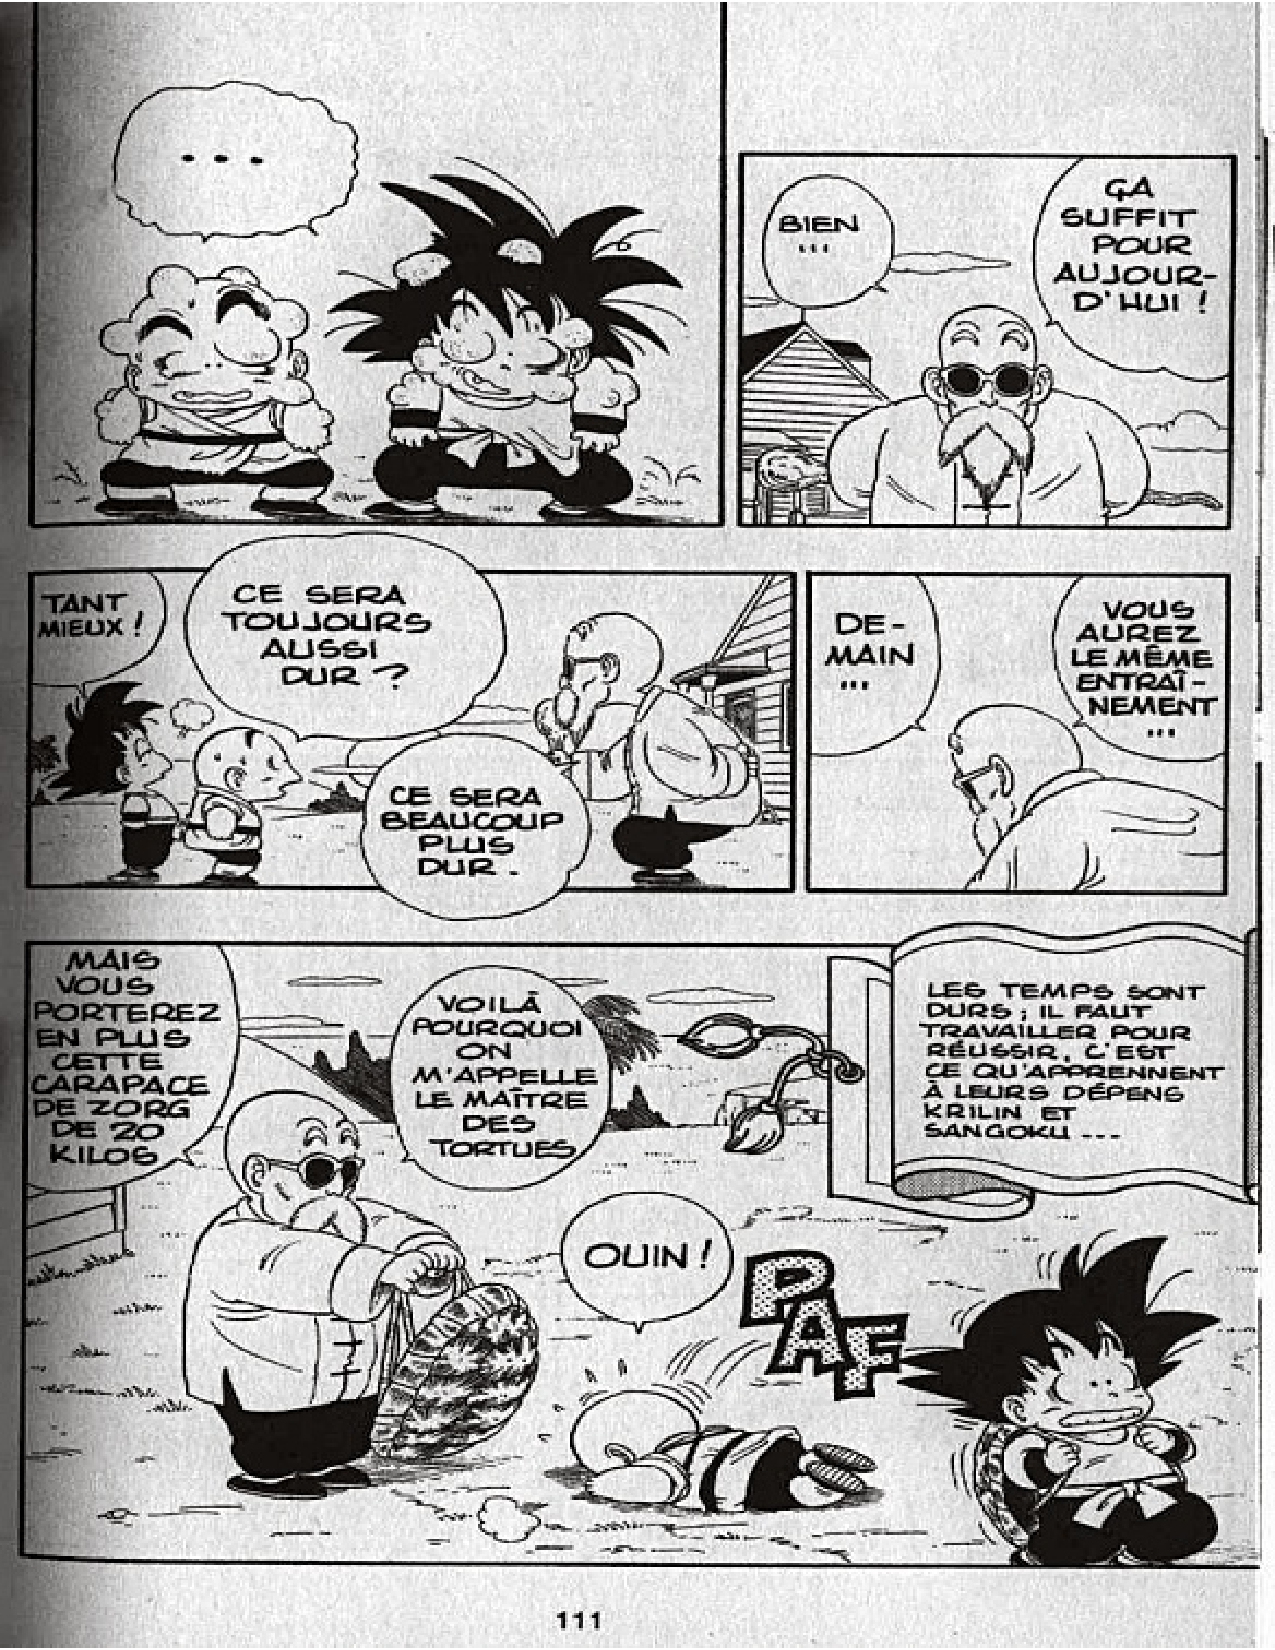 ...
BIEN
...
ÇA
SUFFIT
POUR
AUJOUR-
D'HUI !
TANT
MIEUX !
CE SERA
TOUJOURS
AUSSI
DUR ?
CE SERA
BEAUCOUP
PLUS
DUR.
DE-
MAIN
...
VOUS
AUREZ
LE MÊME
ENTRAÎ-
NEMENT
...
MAIS
VOUS
PORTEREZ
EN PLUS
CETTE
CARAPACE
DE ZORG
DE 20
KILOS
VOILÀ
POURQUOI
ON
M'APPELLE
LE MAÎTRE
DES
TORTUES
LES TEMPS SONT
DURS ; IL FAUT
TRAVAILLER POUR
RÉUSSIR. C'EST
CE QU'APPRENNENT
À LEURS DÉPENS
KRILIN ET
SANGOKU ...
OUIN !
PAF
111